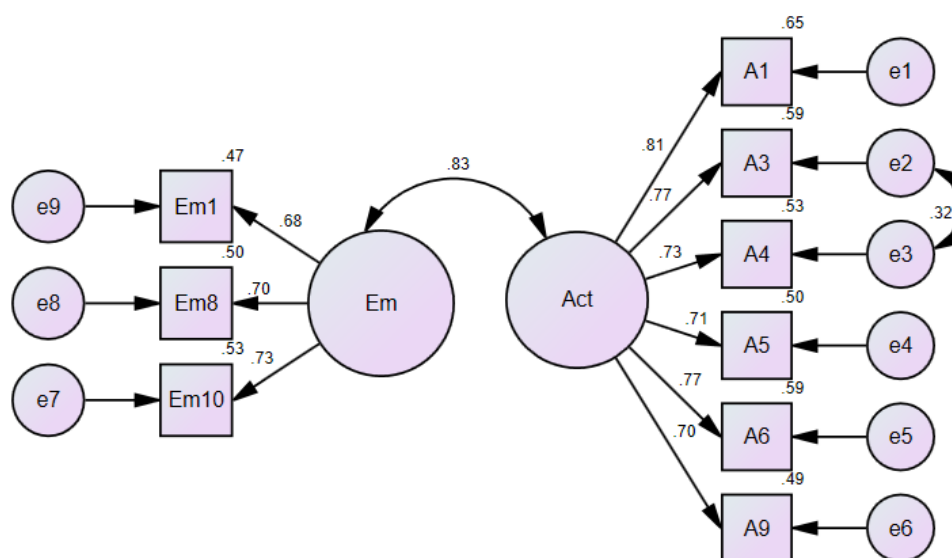 .65
A1
e1
.59
.81
A3
e2
.83
.47
.77
e9
Em1
.68
.53
.32
.73
A4
e3
.50
e8
Em8
.70
Em
Act
.50
.71
A5
e4
.53
.73
e7
Em10
.77
.59
A6
e5
.70
.49
A9
e6